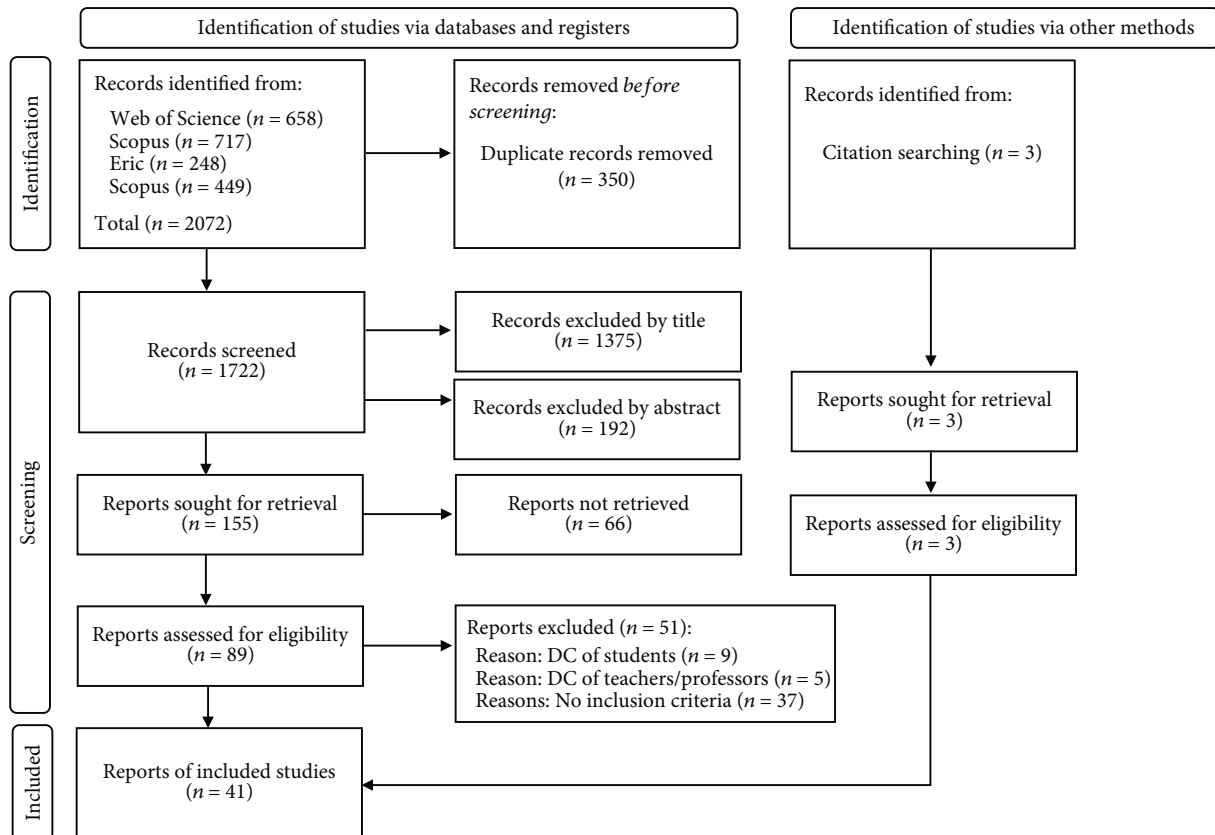 Identification of studies via databases and registers
Identification of studies via other methods
Identification
Records identified from:
Web of Science (n = 658)
Scopus (n = 717)
Eric (n = 248)
Scopus (n = 449)
Total (n = 2072)
Records removed before
screening:
Duplicate records removed
(n = 350)
Records identified from:
Citation searching (n = 3)
Screening
Records screened
(n = 1722)
Records excluded by title
(n = 1375)
Records excluded by abstract
(n = 192)
Reports sought for retrieval
(n = 3)
Reports sought for retrieval
(n = 155)
Reports not retrieved
(n = 66)
Reports assessed for eligibility
(n = 3)
Reports assessed for eligibility
(n = 89)
Reports excluded (n = 51):
Reason: DC of students (n = 9)
Reason: DC of teachers/professors (n = 5)
Reasons: No inclusion criteria (n = 37)
Included
Reports of included studies
(n = 41)